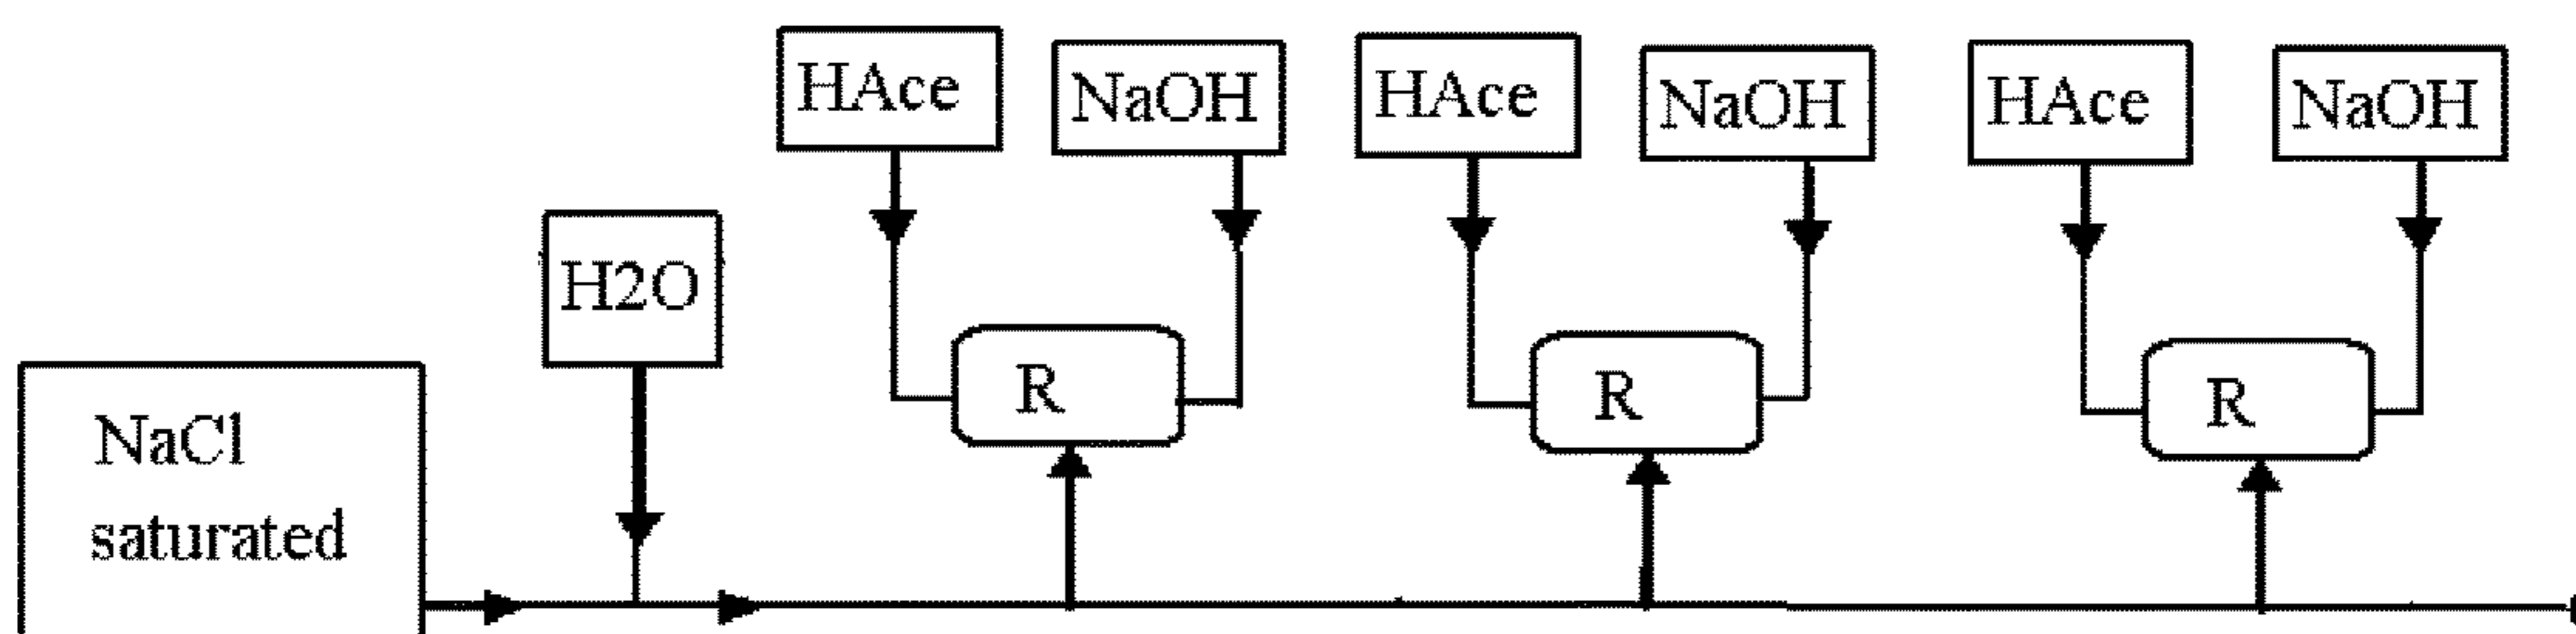 HAce
NaOH
HAce
NaOH
HAce
NaOH
H2O
R
R
R
NaCl
saturated